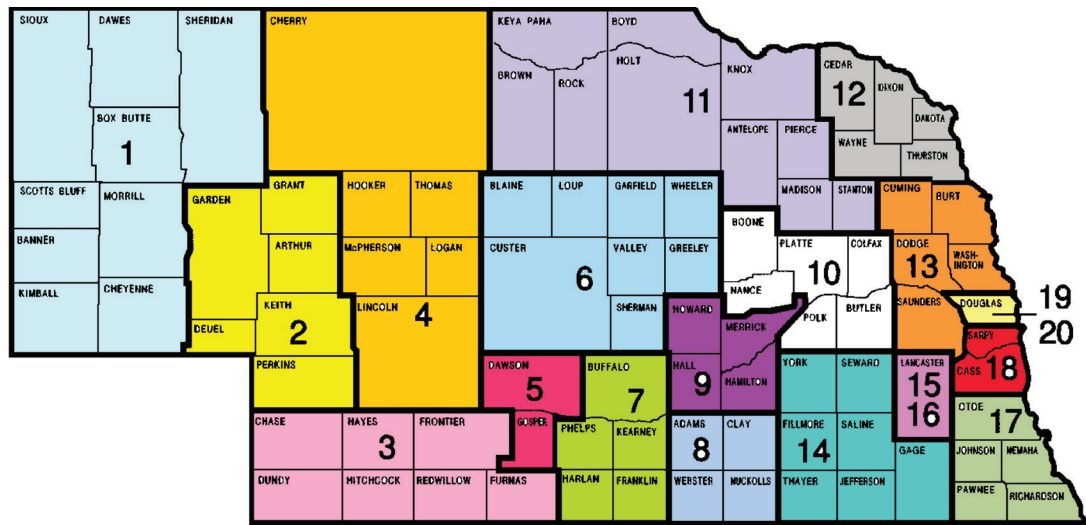 SIOUX
DAWES
SHERIDAN
CHERRY
KEYA PAHA
BOYD
BROWN
ROCK
HOLT
KNOX
11
CEDAR
12
DIXON
DAKOTA
WAYNE
THURSTON
BOX BUTTE
1
ANTELOPE
PIERCE
SCOTTS BLUFF
MORRILL
GARDEN
GRANT
HOOKER
THOMAS
BLAINE
LOUP
GARFIELD
WHEELER
MADISON
STANTON
CUMING
BURT
BANNER
ARTHUR
McPHERSON
LOGAN
CUSTER
VALLEY
GREELEY
6
BOONE
PLATTE
COLFAX
10
NANCE
DODGE
13
WASH-
INGTON
KIMBALL
CHEYENNE
DEUEL
KEITH
2
LINCOLN
4
SHERMAN
HOWARD
MERRICK
POLK
BUTLER
SAUNDERS
DOUGLAS
19
20
PERKINS
DAWSON
5
BUFFALO
7
HALL
9
HAMILTON
YORK
SEWARD
LANCASTER
15
16
SARPY
CASS
18
CHASE
HAYES
3
FRONTIER
GOSPER
PHELPS
KEARNEY
ADAMS
8
CLAY
FILLMORE
14
SALINE
GAGE
OTOE
17
JOHNSON
NEMAHA
DUNDY
HITCHCOCK
REDWILLOW
FURNAS
HARLAN
FRANKLIN
WEBSTER
NUCKOLLS
THAYER
JEFFERSON
PAWNEE
RICHARDSON